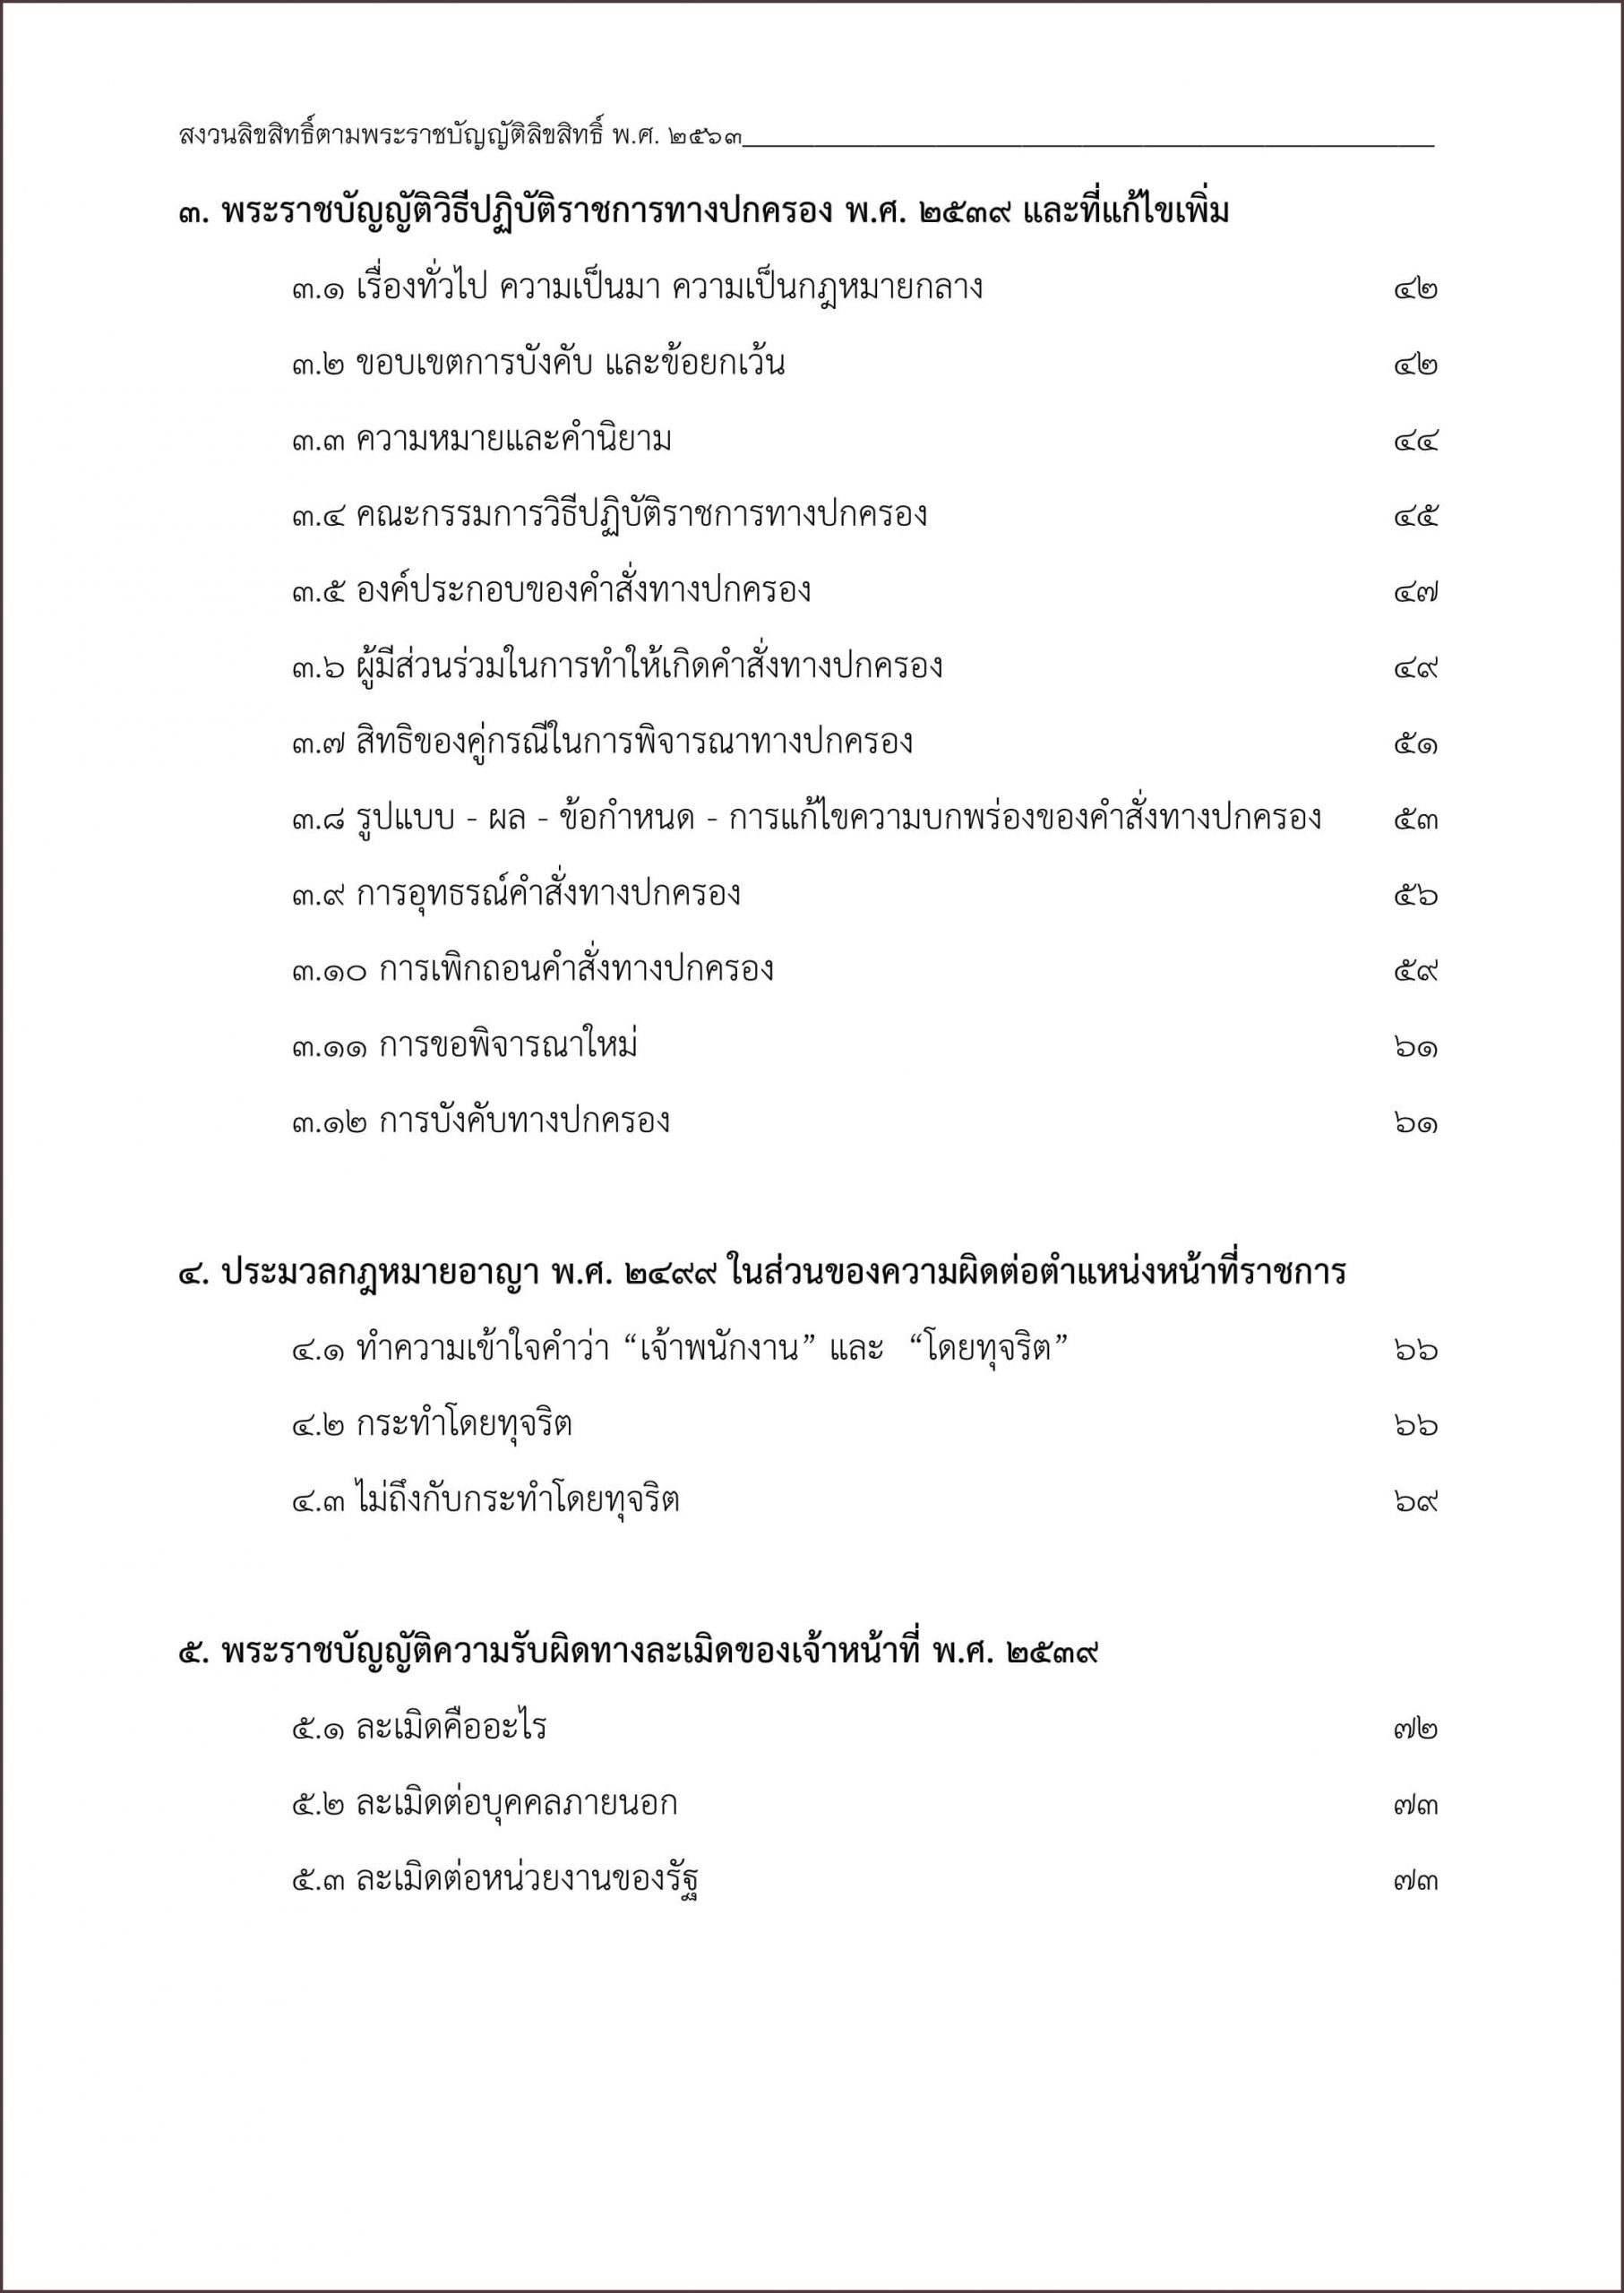 สงวนลิขสิทธิ์ตามพระราชบัญญัติลิขสิทธิ์ พ.ศ. ๒๕๖๓
๓. พระราชบัญญัติวิธีปฏิบัติราชการทางปกครอง พ.ศ. ๒๕๓๙ และที่แก้ไขเพิ่ม
๓.๑ เรื่องทั่วไป ความเป็นมา ความเป็นกฎหมายกลาง ๔๒
๓.๒ ขอบเขตการบังคับ และข้อยกเว้น ๔๒
๓.๓ ความหมายและคำนิยาม ๔๔
๓.๔ คณะกรรมการวิธีปฏิบัติราชการทางปกครอง ๔๕
๓.๕ องค์ประกอบของคำสั่งทางปกครอง ๔๗
๓.๖ ผู้มีส่วนร่วมในการทำให้เกิดคำสั่งทางปกครอง ๔๙
๓.๗ สิทธิของคู่กรณีในการพิจารณาทางปกครอง ๕๑
๓.๘ รูปแบบ - ผล - ข้อกำหนด - การแก้ไขความบกพร่องของคำสั่งทางปกครอง ๕๓
๓.๙ การอุทธรณ์คำสั่งทางปกครอง ๕๖
๓.๑๐ การเพิกถอนคำสั่งทางปกครอง ๕๙
๓.๑๑ การขอพิจารณาใหม่ ๖๑
๓.๑๒ การบังคับทางปกครอง ๖๑
๔. ประมวลกฎหมายอาญา พ.ศ. ๒๔๙๙ ในส่วนของความผิดต่อตำแหน่งหน้าที่ราชการ
๔.๑ ทำความเข้าใจคำว่า “เจ้าพนักงาน” และ “โดยทุจริต” ๖๖
๔.๒ กระทำโดยทุจริต ๖๖
๔.๓ ไม่ถึงกับกระทำโดยทุจริต ๖๙
๕. พระราชบัญญัติความรับผิดทางละเมิดของเจ้าหน้าที่ พ.ศ. ๒๕๓๙
๕.๑ ละเมิดคืออะไร ๗๒
๕.๒ ละเมิดต่อบุคคลภายนอก ๗๓
๕.๓ ละเมิดต่อหน่วยงานของรัฐ ๗๓